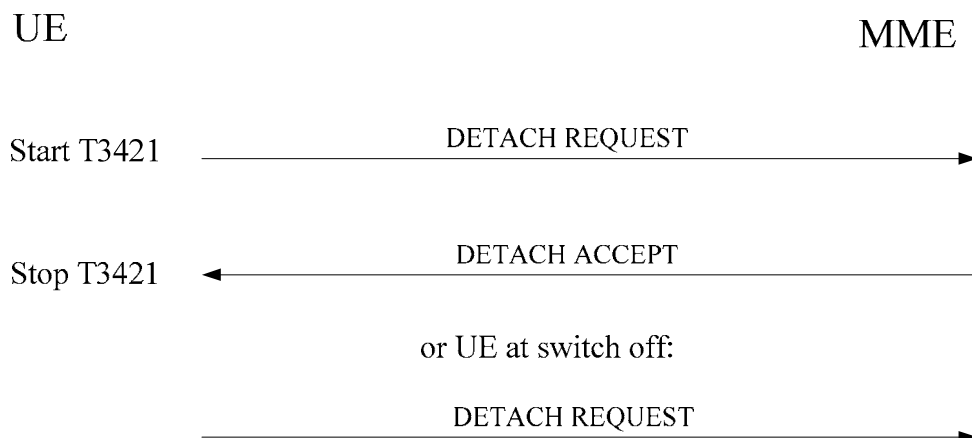 UE
MME
Start T3421
DETACH REQUEST
Stop T3421
DETACH ACCEPT
or UE at switch off:
DETACH REQUEST